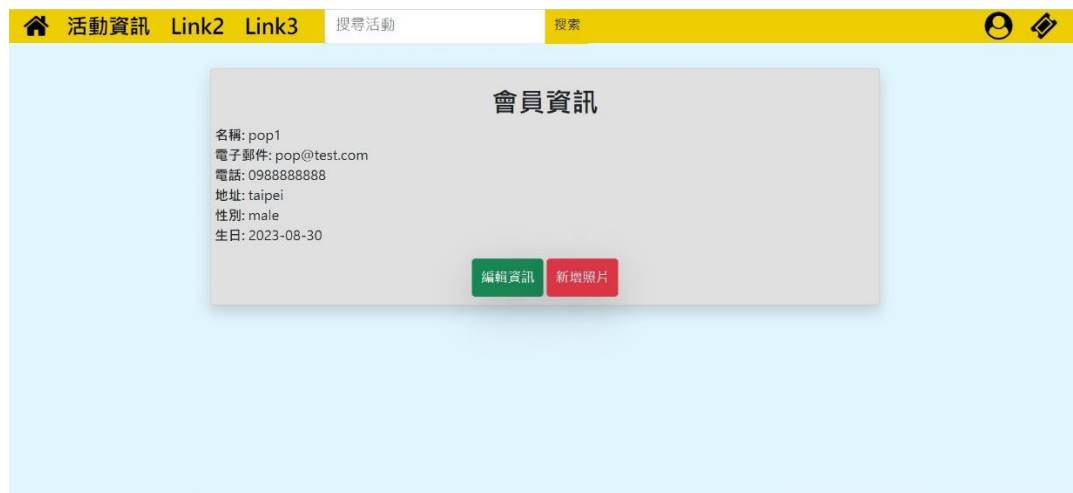 活動資訊 Link2 Link3 搜尋活動 搜索
會員資訊
名稱: pop1
電子郵件: pop@test.com
電話: 0988888888
地址: taipei
性別: male
生日: 2023-08-30
編輯資訊 新增照片